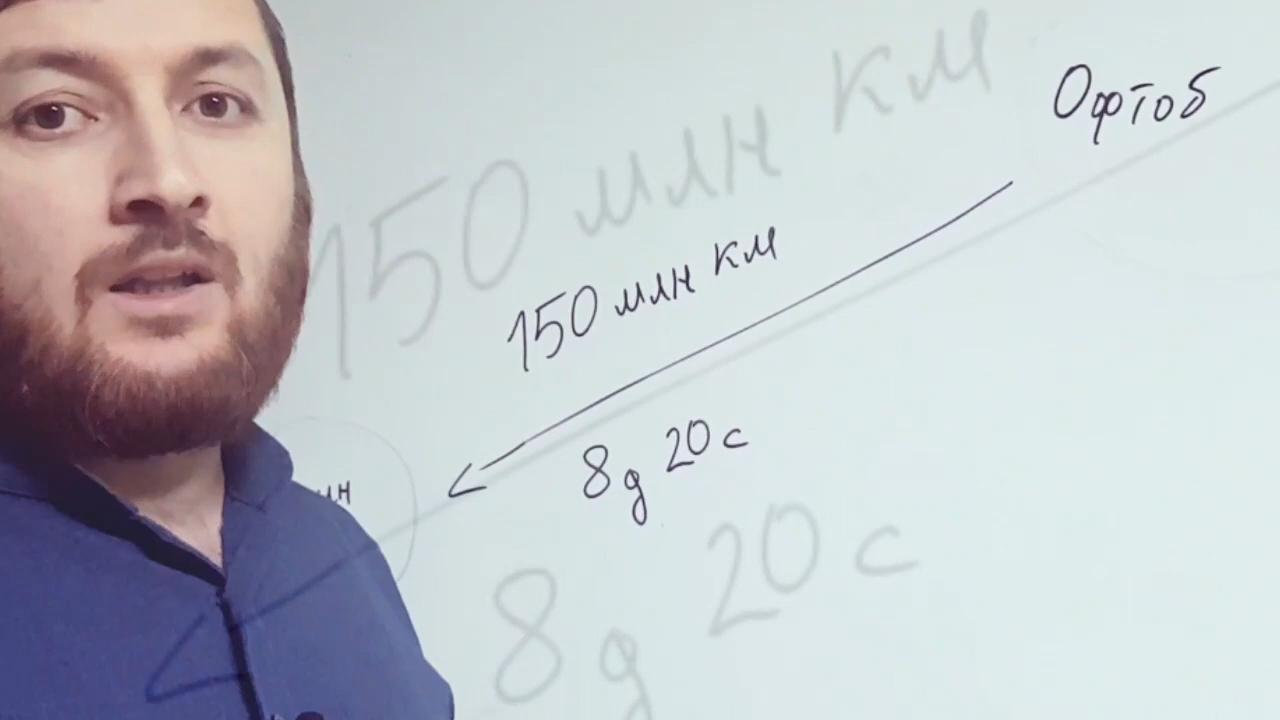 Офтоб
150 млн км
8д 20с
150 млн км
8д 20с